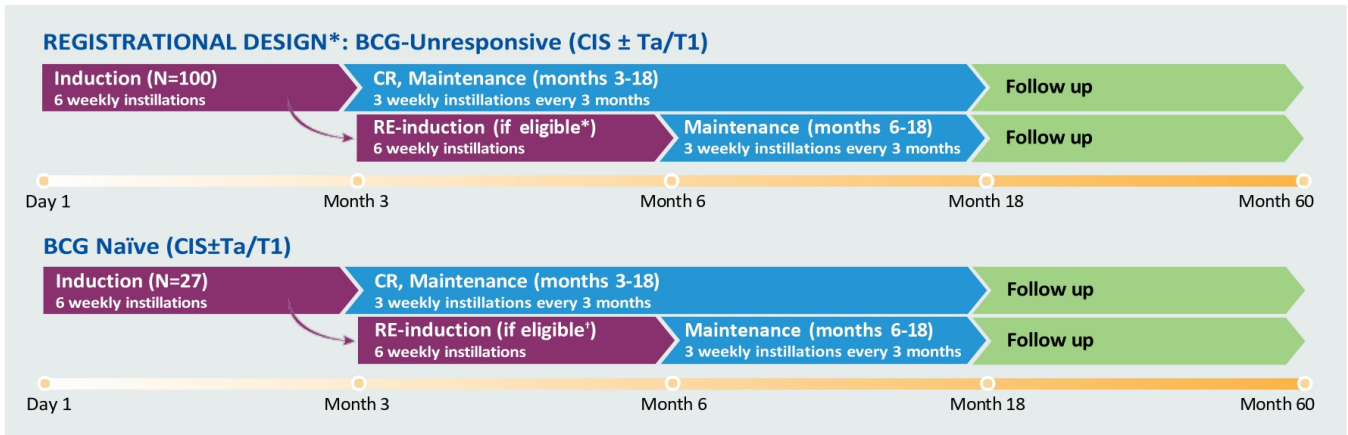 REGISTRATIONAL DESIGN*: BCG-Unresponsive (CIS ± Ta/T1)
Induction (N=100)
6 weekly instillations
CR, Maintenance (months 3-18)
3 weekly instillations every 3 months
Follow up
RE-induction (if eligible*)
6 weekly instillations
Maintenance (months 6-18)
3 weekly instillations every 3 months
Follow up
Day 1
Month 3
Month 6
Month 18
Month 60
BCG Naïve (CIS±Ta/T1)
Induction (N=27)
6 weekly instillations
CR, Maintenance (months 3-18)
3 weekly instillations every 3 months
Follow up
RE-induction (if eligible†)
6 weekly instillations
Maintenance (months 6-18)
3 weekly instillations every 3 months
Follow up
Day 1
Month 3
Month 6
Month 18
Month 60